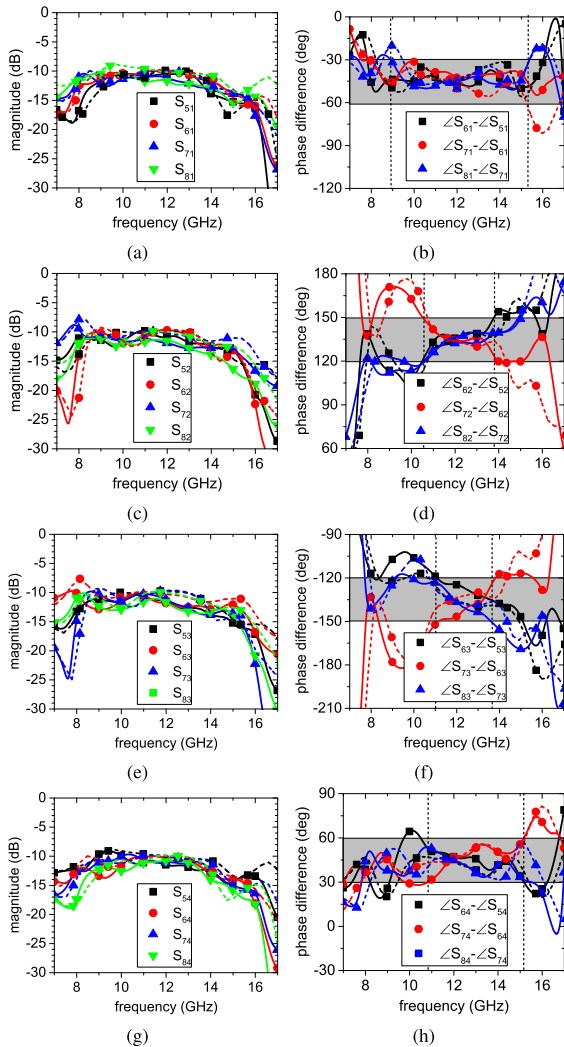 -10
-15
-20
-25
-30
-5
0
magnitude (dB)
8 10 12 14 16
frequency (GHz)
S51
S61
S71
S81
(a)
0
-30
-60
-90
-120
phase difference (deg)
8 10 12 14 16
frequency (GHz)
∠S61-∠S51
∠S71-∠S61
∠S81-∠S71
(b)
0
-5
-10
-15
-20
-25
-30
magnitude (dB)
8 10 12 14 16
frequency (GHz)
S52
S62
S72
S82
(c)
180
150
120
90
60
phase difference (deg)
8 10 12 14 16
frequency (GHz)
∠S62-∠S52
∠S72-∠S62
∠S82-∠S72
(d)
0
-5
-10
-15
-20
-25
-30
magnitude (dB)
8 10 12 14 16
frequency (GHz)
S53
S63
S73
S83
(e)
-90
-120
-150
-180
-210
phase difference (deg)
8 10 12 14 16
frequency (GHz)
∠S63-∠S53
∠S73-∠S63
∠S83-∠S73
(f)
0
-5
-10
-15
-20
-25
-30
magnitude (dB)
8 10 12 14 16
frequency (GHz)
S54
S64
S74
S84
(g)
90
60
30
0
-30
phase difference (deg)
8 10 12 14 16
frequency (GHz)
∠S64-∠S54
∠S74-∠S64
∠S84-∠S74
(h)